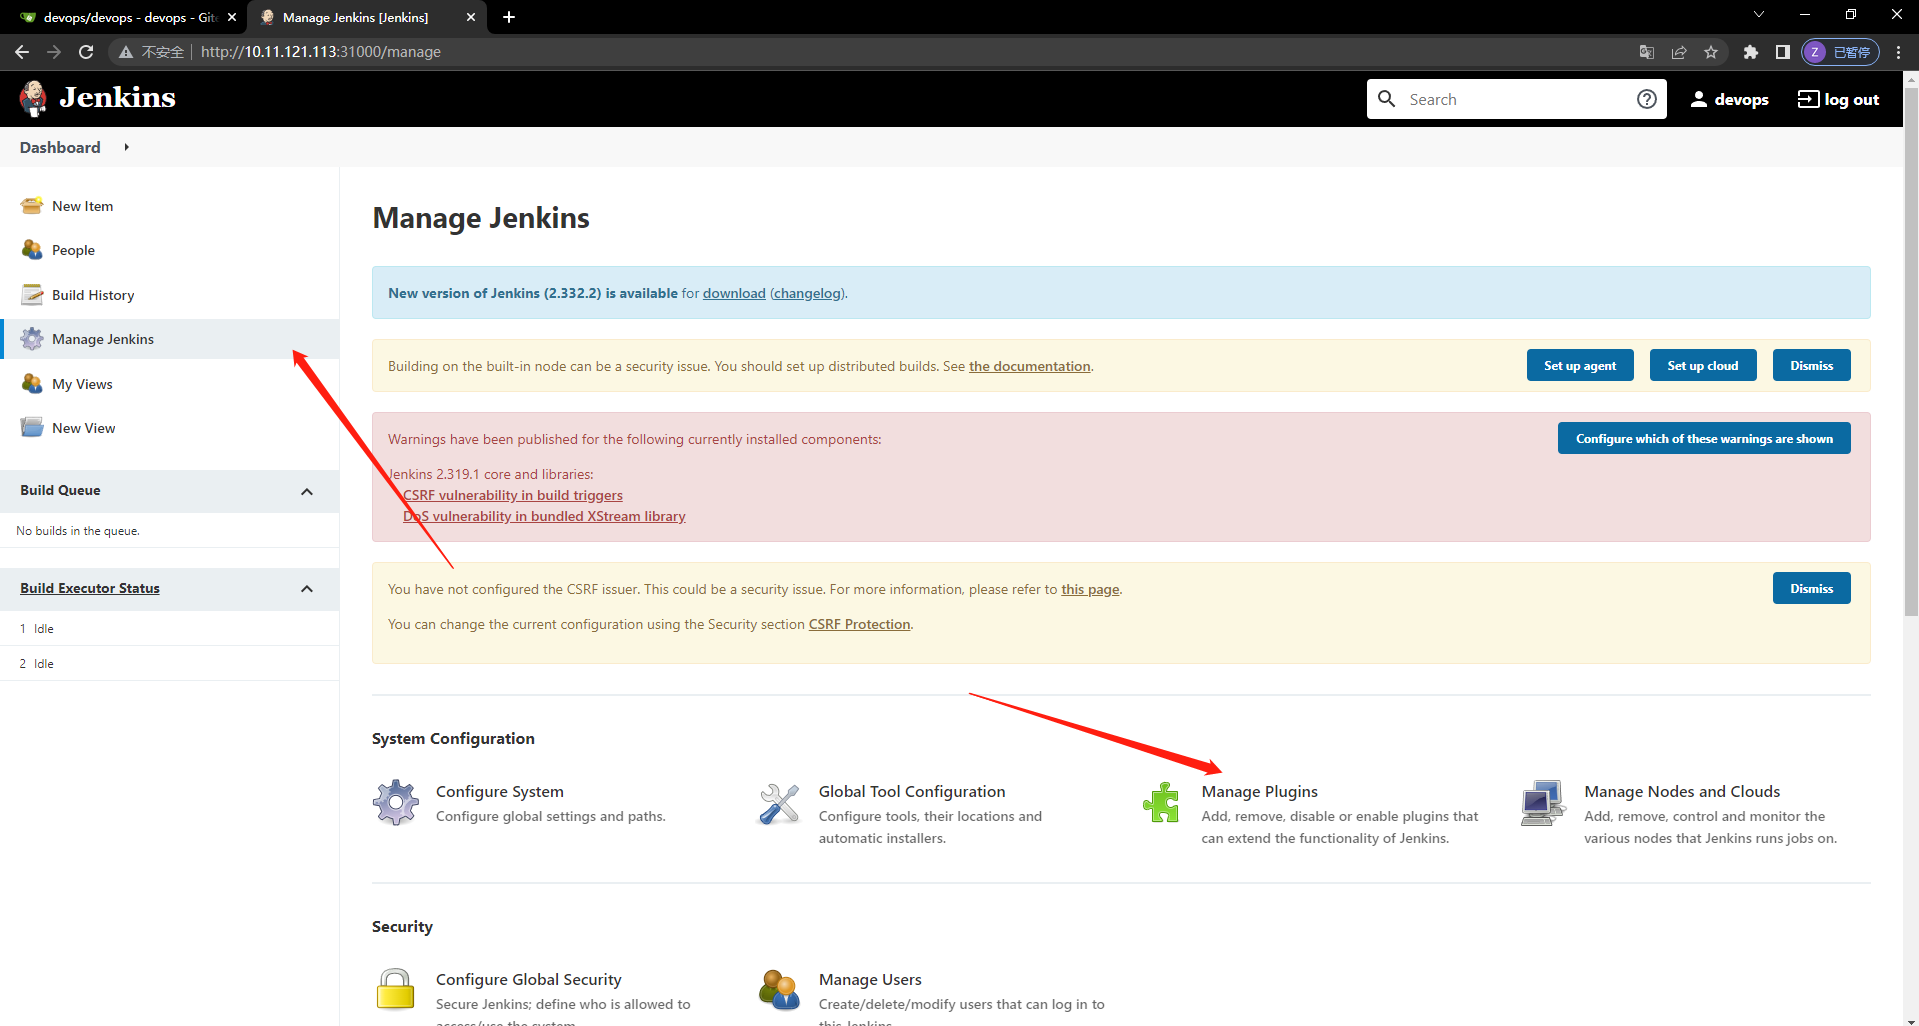 devops/devops - devops - Git
Manage Jenkins [Jenkins]
不安全
http://10.11.121.113:31000/manage
Z 已暂停
Jenkins
Search
devops
log out
Dashboard
New Item
People
Build History
Manage Jenkins
My Views
New View
Build Queue
No builds in the queue.
Build Executor Status
1 Idle
2 Idle
Manage Jenkins
New version of Jenkins (2.332.2) is available for download (changelog).
Building on the built-in node can be a security issue. You should set up distributed builds. See the documentation.
Set up agent
Set up cloud
Dismiss
Warnings have been published for the following currently installed components:
Configure which of these warnings are shown
Jenkins 2.319.1 core and libraries:
CSRF vulnerability in build triggers
DoS vulnerability in bundled XStream library
You have not configured the CSRF issuer. This could be a security issue. For more information, please refer to this page.
Dismiss
You can change the current configuration using the Security section CSRF Protection.
System Configuration
Configure System
Configure global settings and paths.
Global Tool Configuration
Configure tools, their locations and
automatic installers.
Manage Plugins
Add, remove, disable or enable plugins that
can extend the functionality of Jenkins.
Manage Nodes and Clouds
Add, remove, control and monitor the
various nodes that Jenkins runs jobs on.
Security
Configure Global Security
Secure Jenkins; define who is allowed to
access/use the system.
Manage Users
Create/delete/modify users that can log in to
this Jenkins